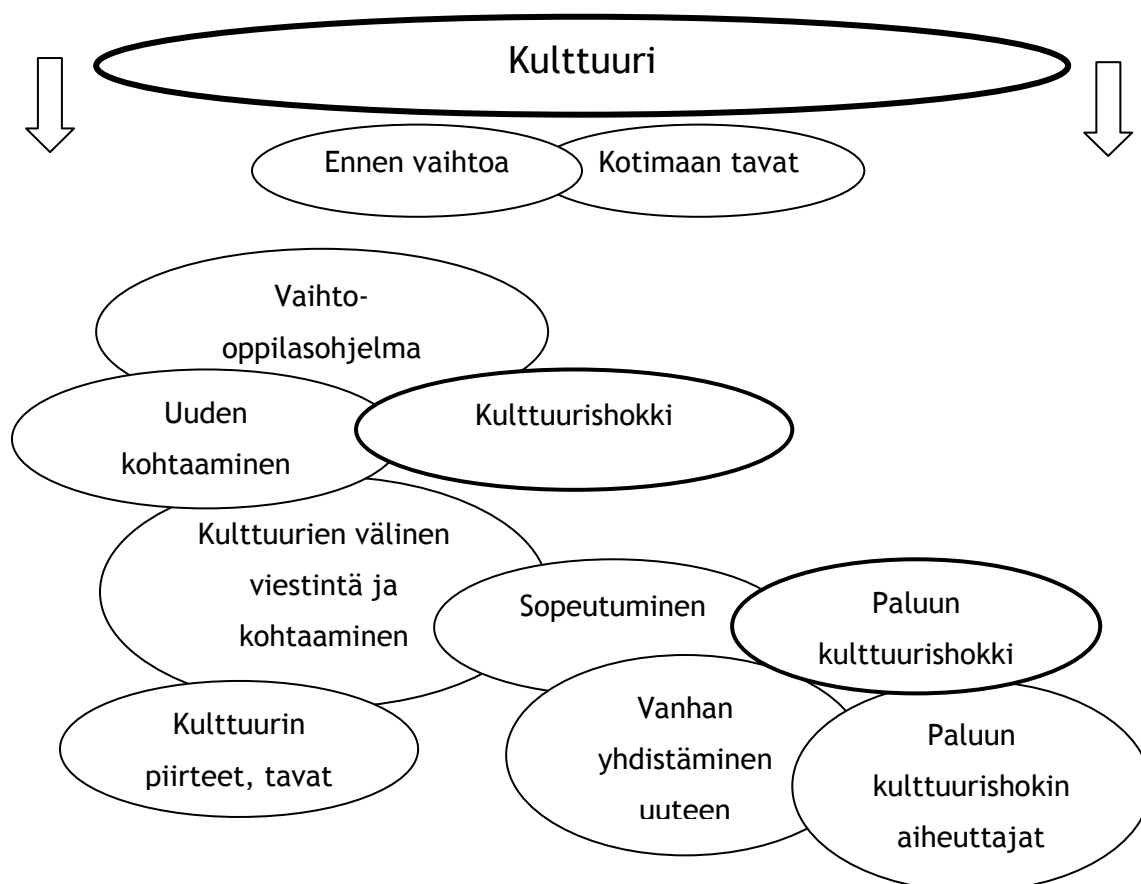 Kulttuuri
Ennen vaihtoa
Kotimaan tavat
Vaihto-
oppilasohjelma
Uuden
kohtaaminen
Kulttuurishokki
Kulttuurien välinen
viestintä ja
kohtaaminen
Sopeutuminen
Paluun
kulttuurishokki
Kulttuurin
piirteet, tavat
Vanhan
yhdistäminen
uuteen
Paluun
kulttuurishokin
aiheuttajat